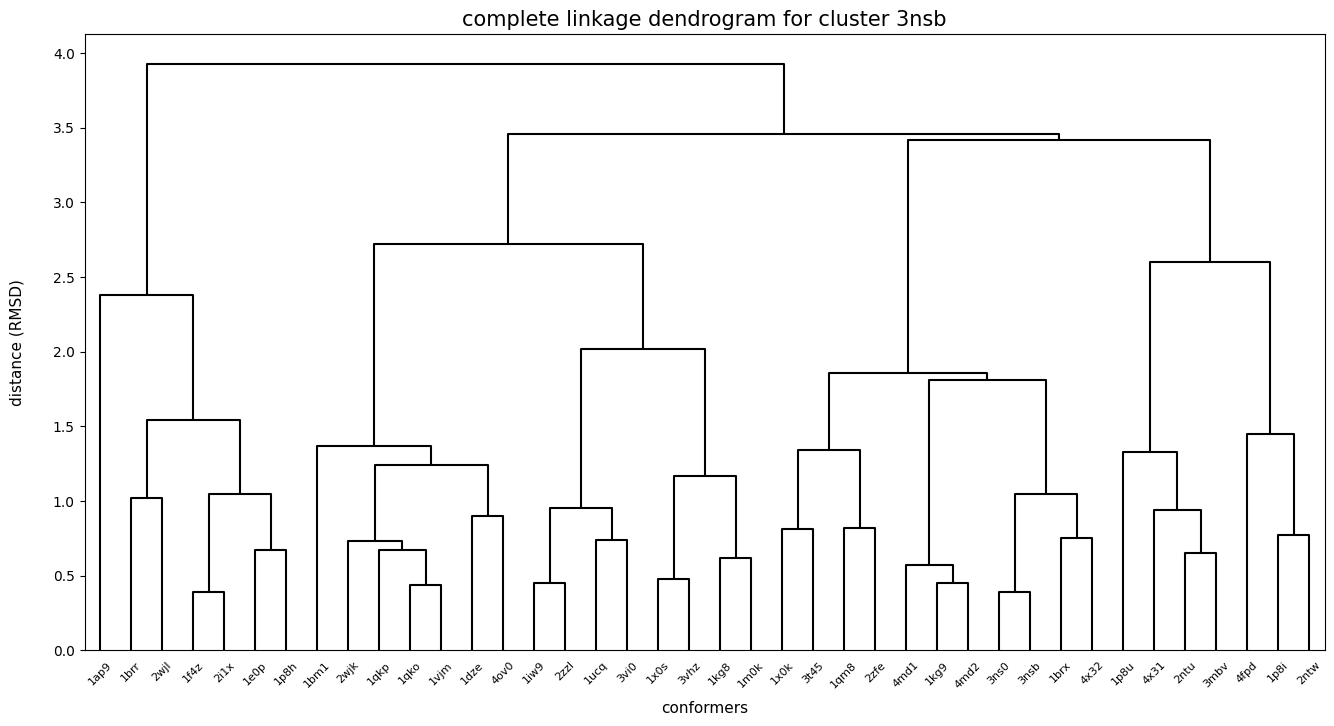 complete linkage dendrogram for cluster 3nsb
4.0
3.5
3.0
2.5
2.0
1.5
1.0
0.5
0.0
distance (RMSD)
1ap9 1brr 2wjl 1f4z 2i1x 1e0p 1p8h 1bm1 2wjk 1qkp 1qko 1vjm 1dze 4ov0 1iw9 2zzl 1ucq 3vi0 1x0s 3vhz 1kg8 1m0k 1x0k 3t45 1qm8 2zfe 4md1 1kg9 4md2 3ns0 3nsb 1brx 4x32 1p8u 4x31 2ntu 3mbv 4fpd 1p8i 2ntw
conformers